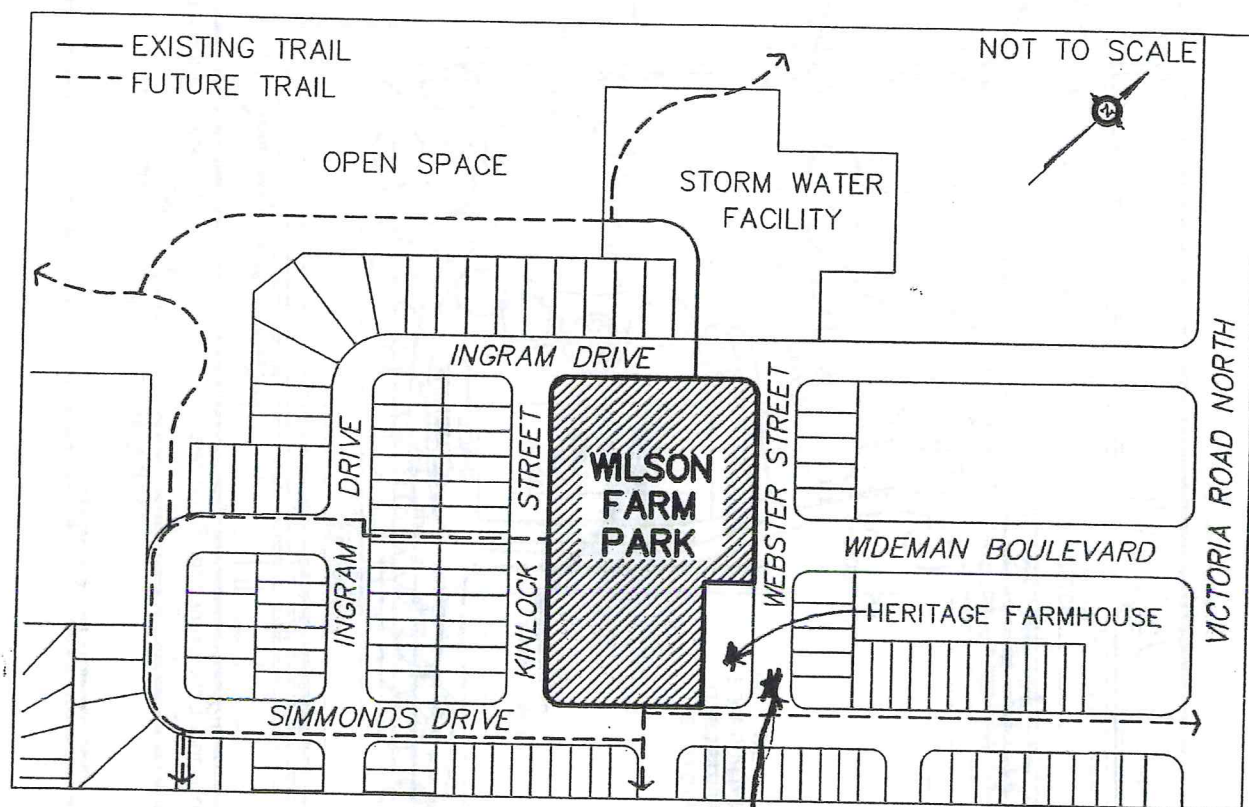 EXISTING TRAIL
FUTURE TRAIL
NOT TO SCALE
N
OPEN SPACE
STORM WATER
FACILITY
INGRAM DRIVE
INGRAM DRIVE
KINLOCK STREET
WILSON
FARM
PARK
WEBSTER STREET
WIDEMAN BOULEVARD
HERITAGE FARMHOUSE
VICTORIA ROAD NORTH
SIMMONDS DRIVE